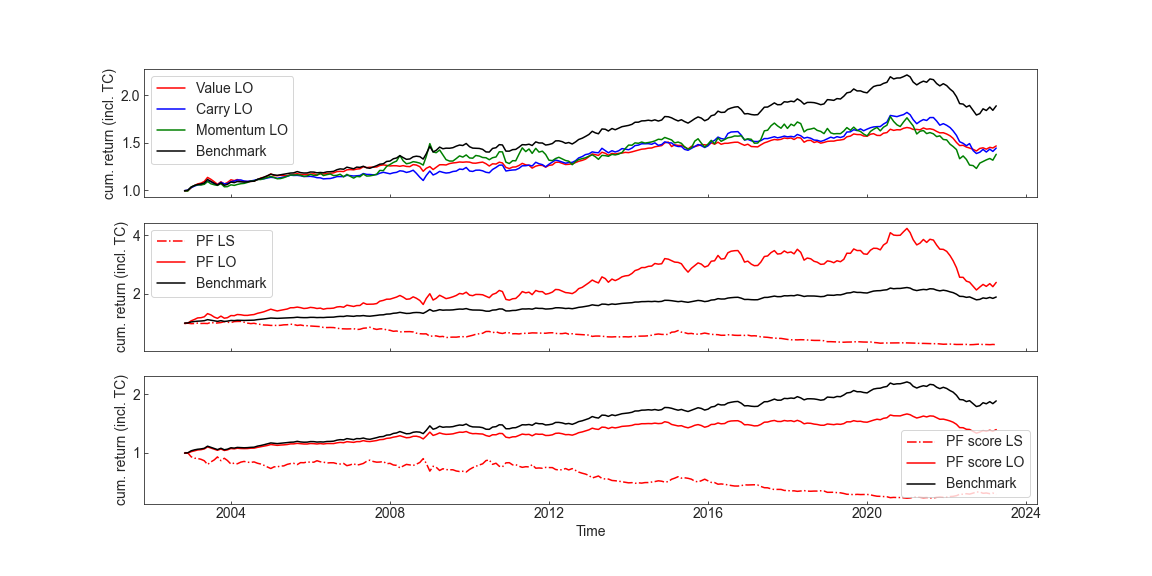 cum. return (incl. TC)
2.0
1.5
1.0
Value LO
Carry LO
Momentum LO
Benchmark
cum. return (incl. TC)
4
2
PF LS
PF LO
Benchmark
cum. return (incl. TC)
2
1
PF score LS
PF score LO
Benchmark
2004 2008 2012 2016 2020 2024
Time